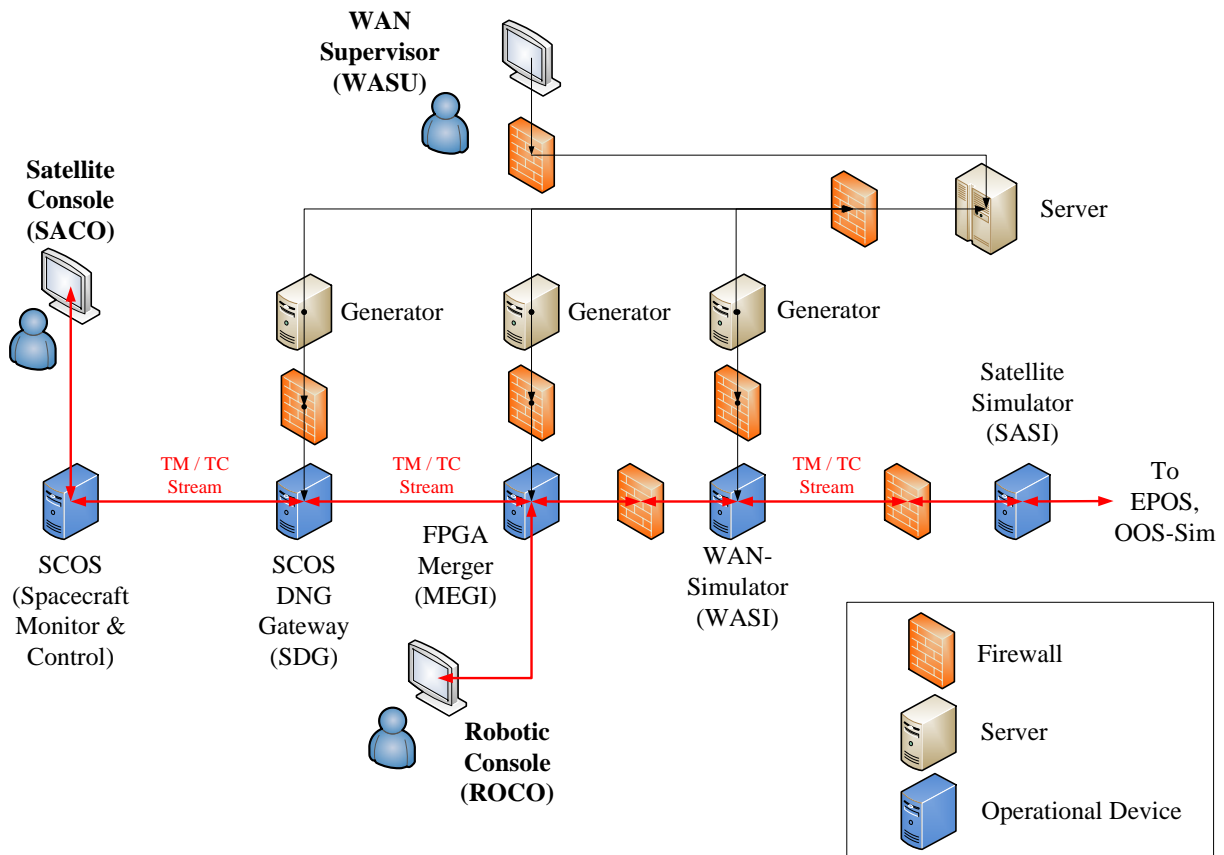 WAN
Supervisor
(WASU)
Satellite
Console
(SACO)
Server
Generator
Generator
Generator
Satellite
Simulator
(SASI)
TM / TC
Stream
TM / TC
Stream
TM / TC
Stream
To
EPOS,
OOS-Sim
SCOS
(Spacecraft
Monitor &
Control)
SCOS
DNG
Gateway
(SDG)
FPGA
Merger
(MEGI)
WAN-
Simulator
(WASI)
Robotic
Console
(ROCO)
Firewall
Server
Operational Device